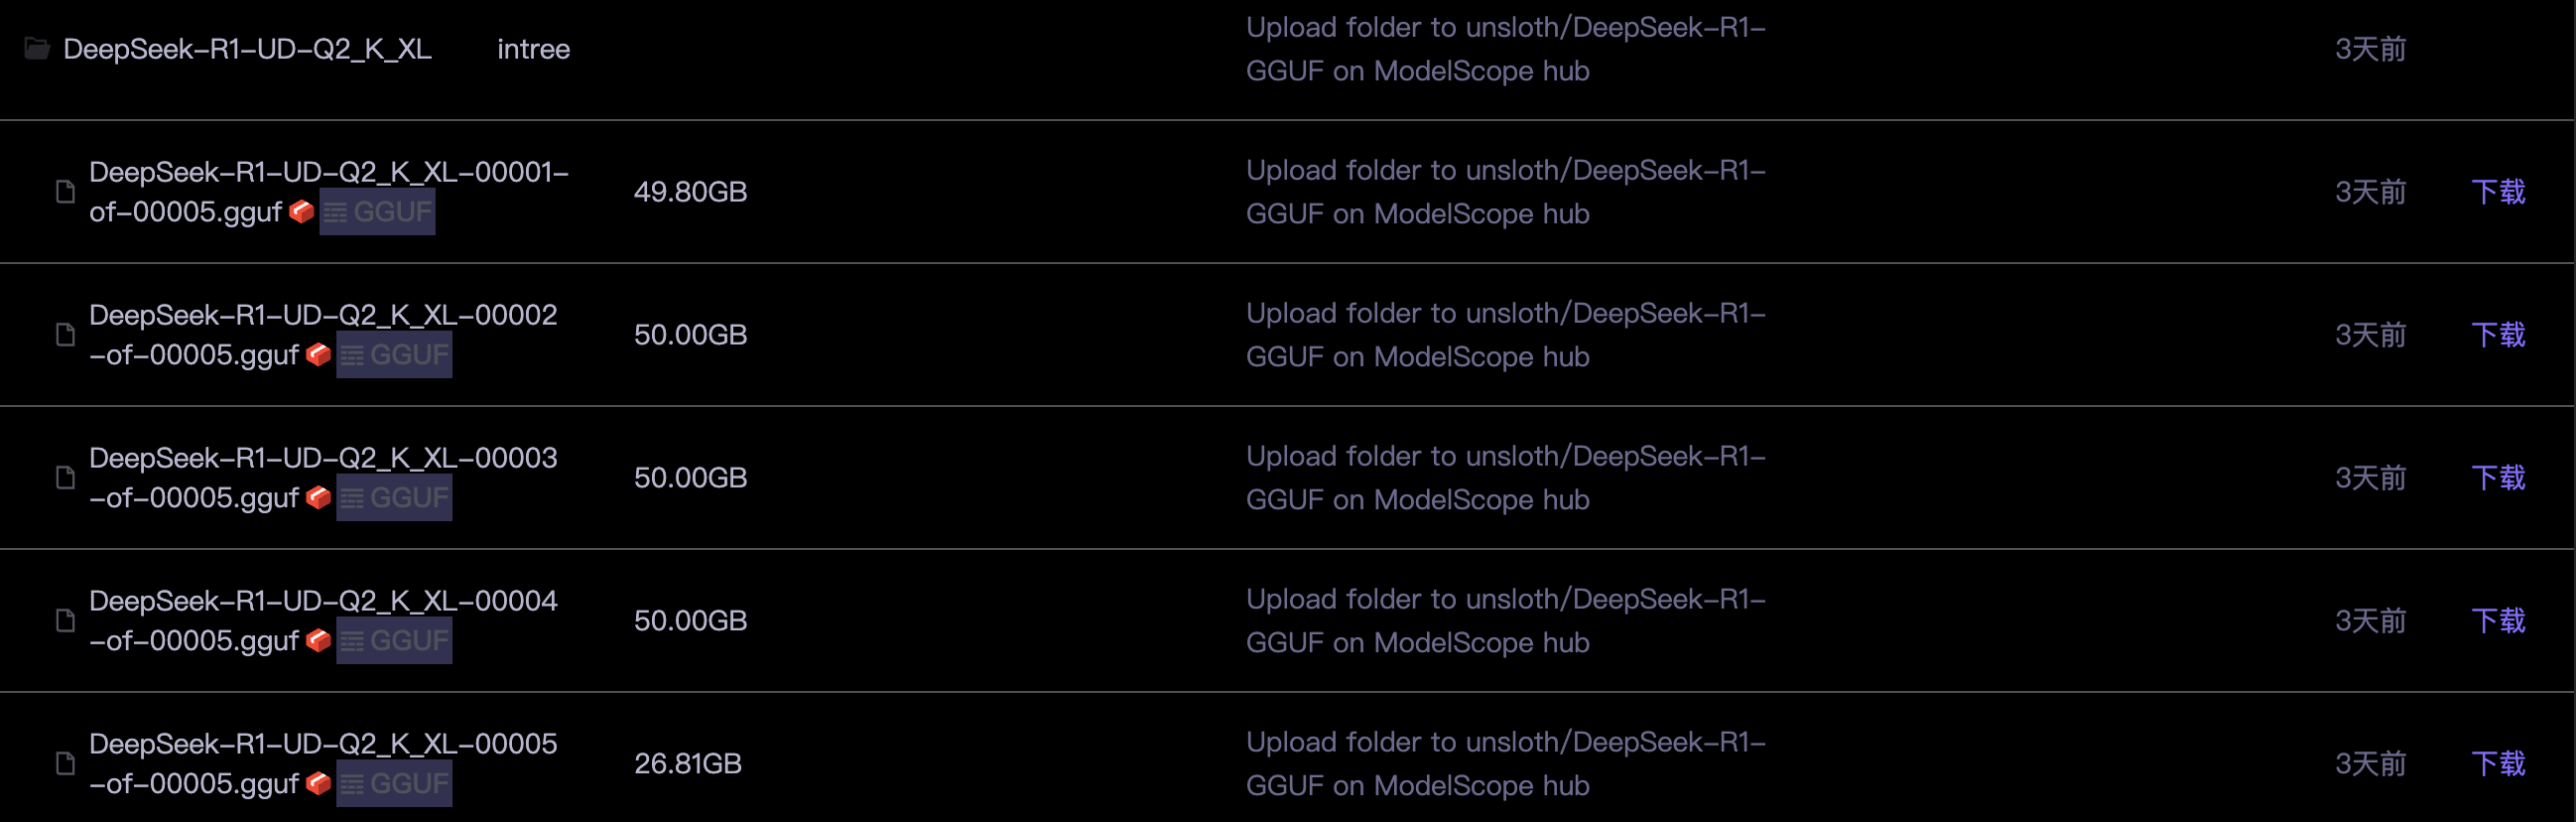 DeepSeek-R1-UD-Q2_K_XL intree
Upload folder to unsloth/DeepSeek-R1-
GGUF on ModelScope hub
3天前
DeepSeek-R1-UD-Q2_K_XL-00001-
of-00005.gguf GGUF
49.80GB
Upload folder to unsloth/DeepSeek-R1-
GGUF on ModelScope hub
3天前
下载
DeepSeek-R1-UD-Q2_K_XL-00002
-of-00005.gguf GGUF
50.00GB
Upload folder to unsloth/DeepSeek-R1-
GGUF on ModelScope hub
3天前
下载
DeepSeek-R1-UD-Q2_K_XL-00003
-of-00005.gguf GGUF
50.00GB
Upload folder to unsloth/DeepSeek-R1-
GGUF on ModelScope hub
3天前
下载
DeepSeek-R1-UD-Q2_K_XL-00004
-of-00005.gguf GGUF
50.00GB
Upload folder to unsloth/DeepSeek-R1-
GGUF on ModelScope hub
3天前
下载
DeepSeek-R1-UD-Q2_K_XL-00005
-of-00005.gguf GGUF
26.81GB
Upload folder to unsloth/DeepSeek-R1-
GGUF on ModelScope hub
3天前
下载